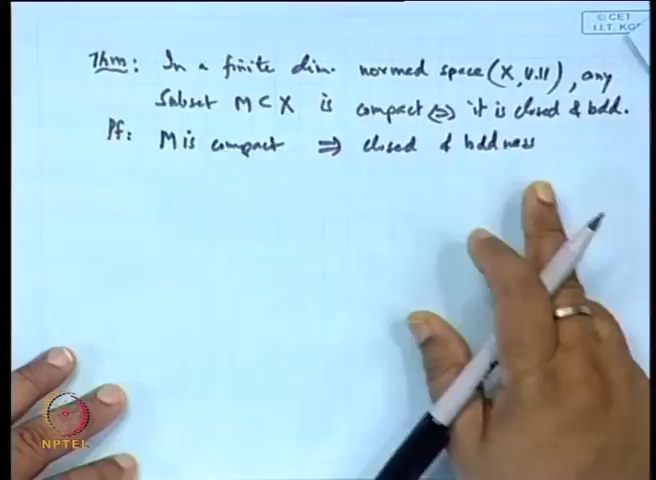 © CET
I.I.T. KGP
Thm: In a finite dim. normed space (X, ||.||), any
Subset M ⊂ X is compact ⇔ it is closed & bdd.
Pf: M is compact ⇒ closed & bddness
NPTEL